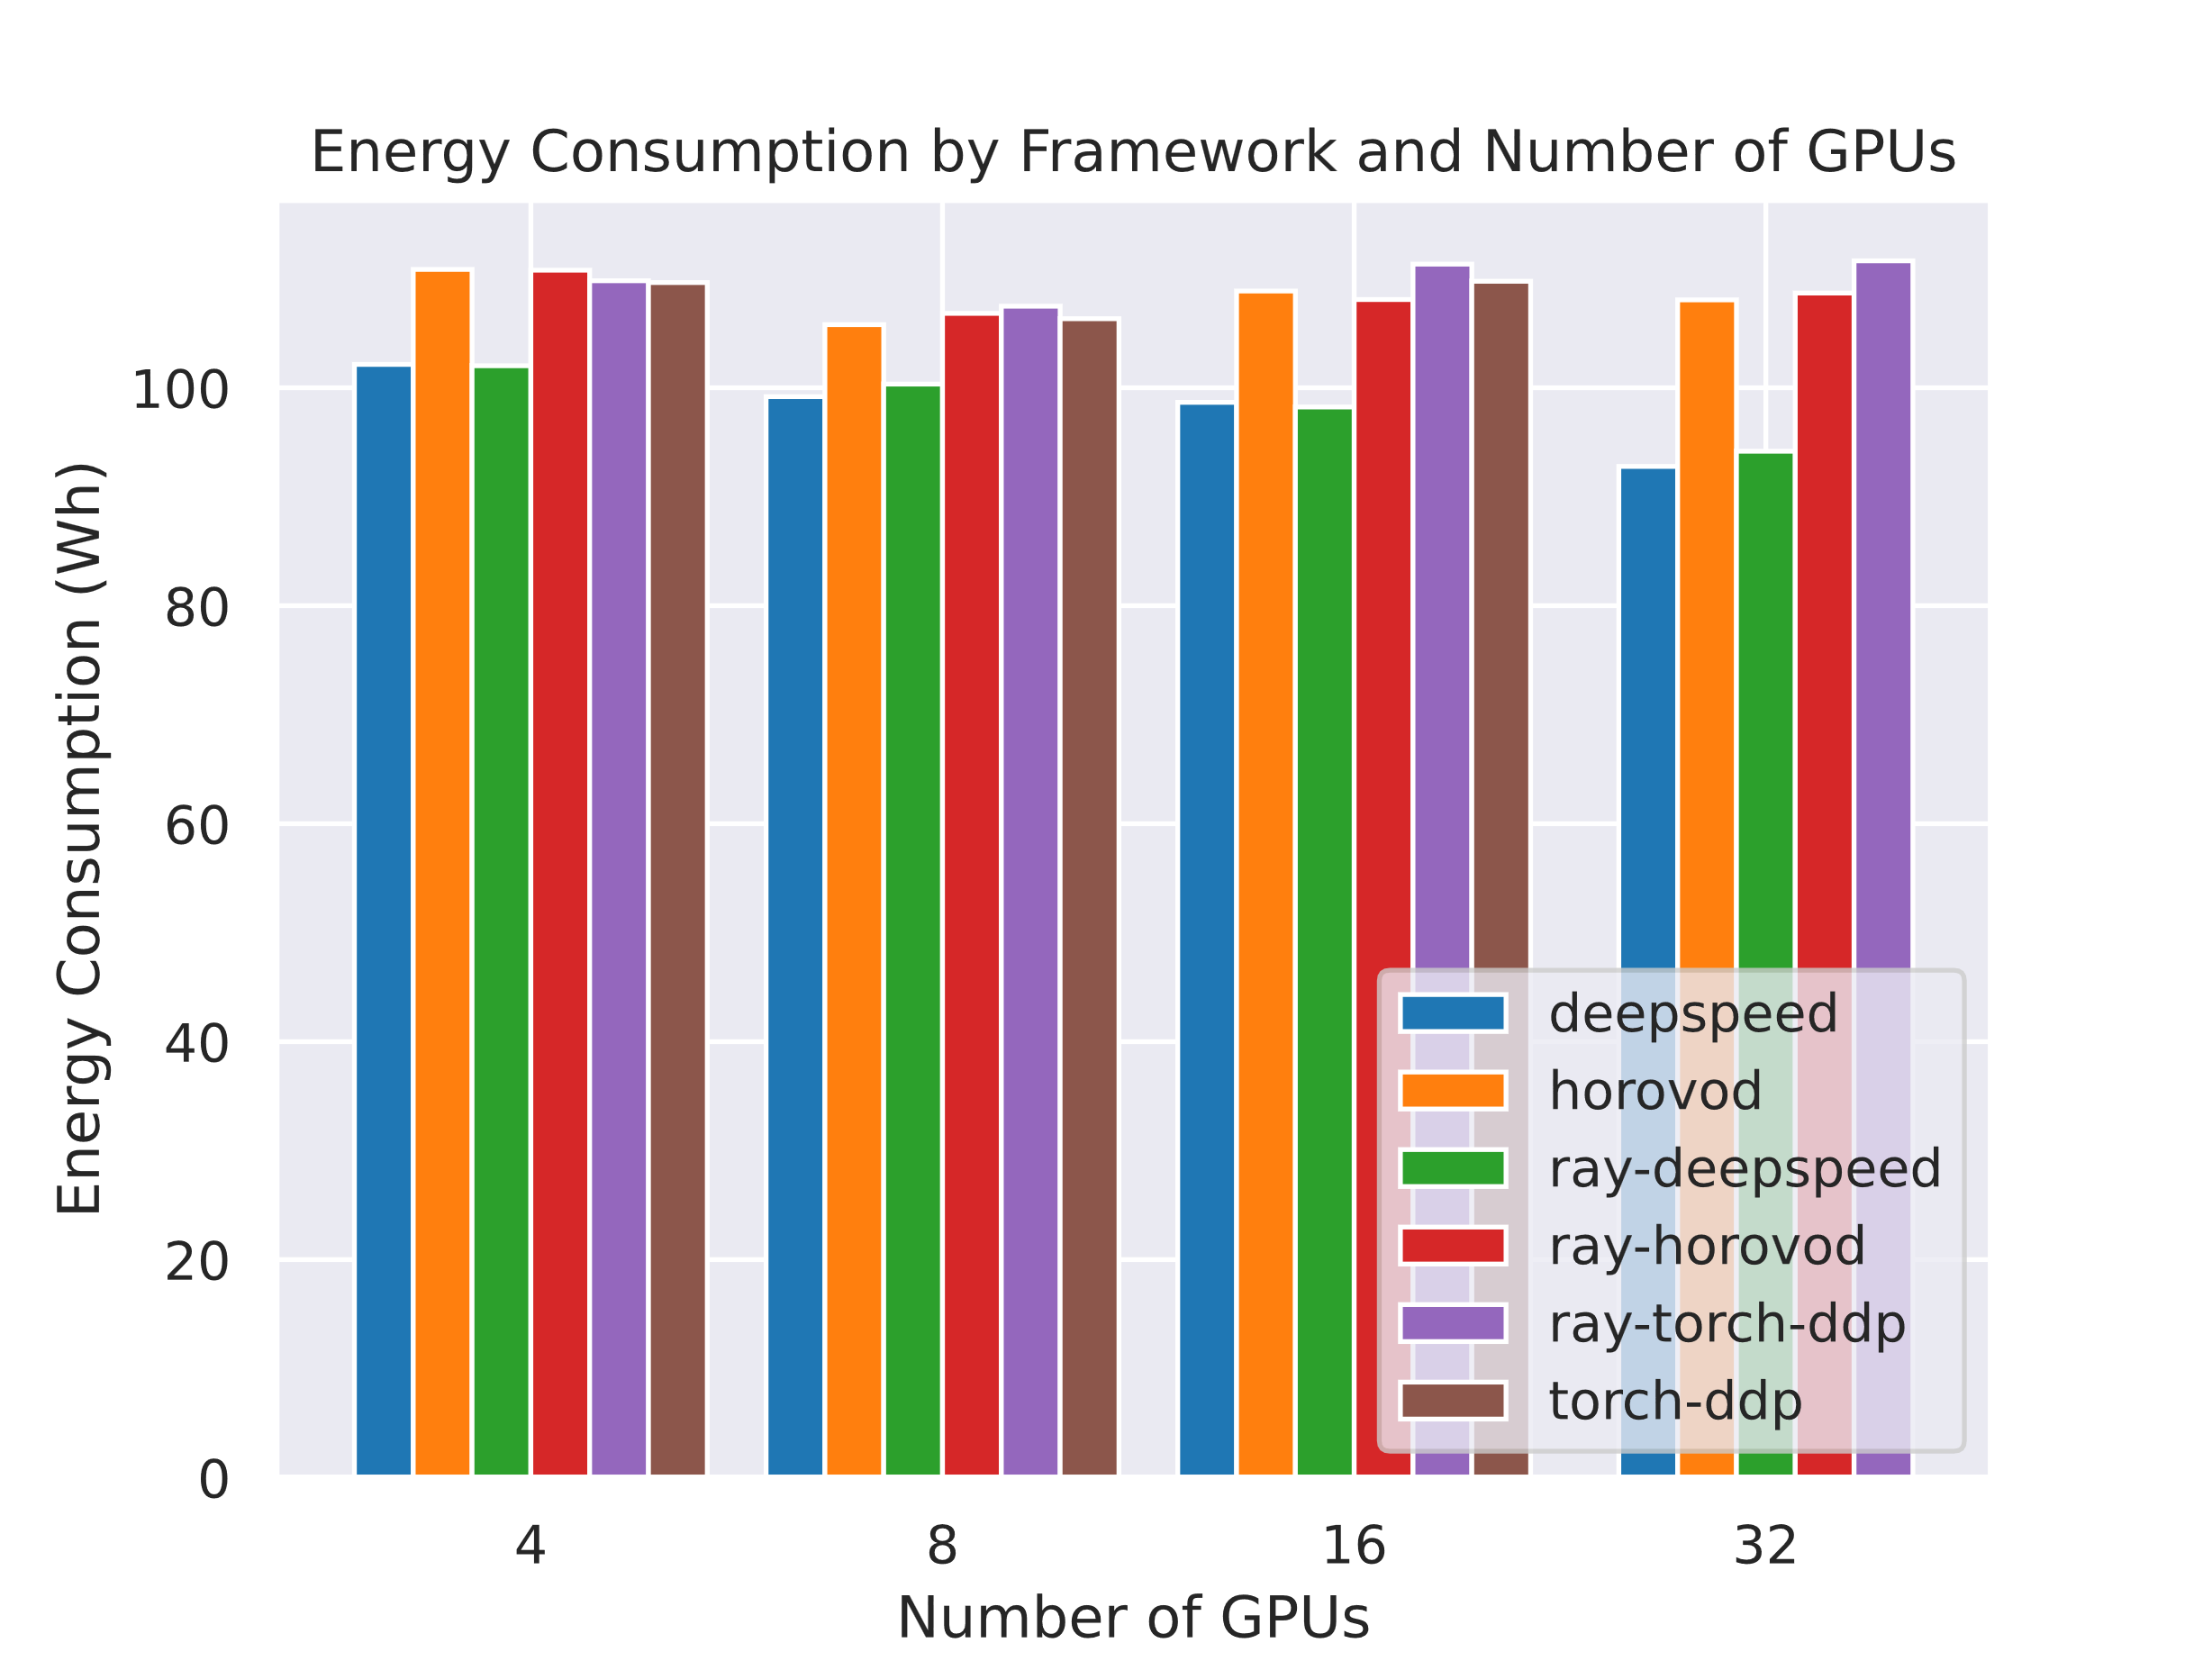 Energy Consumption by Framework and Number of GPUs
Energy Consumption (Wh)
100
80
60
40
20
0
4 8 16 32
Number of GPUs
deepspeed
horovod
ray-deepspeed
ray-horovod
ray-torch-ddp
torch-ddp